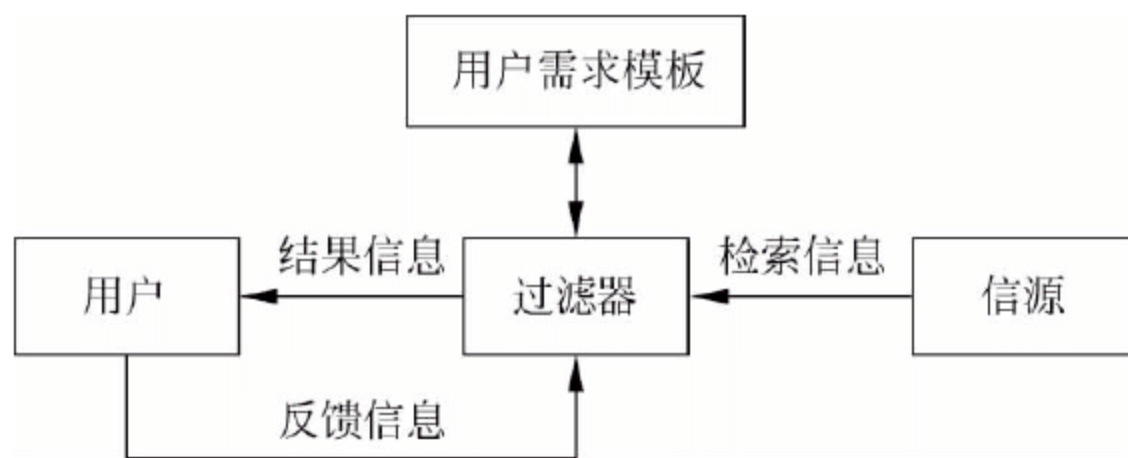 用户需求模板
结果信息
检索信息
用户
过滤器
信源
反馈信息